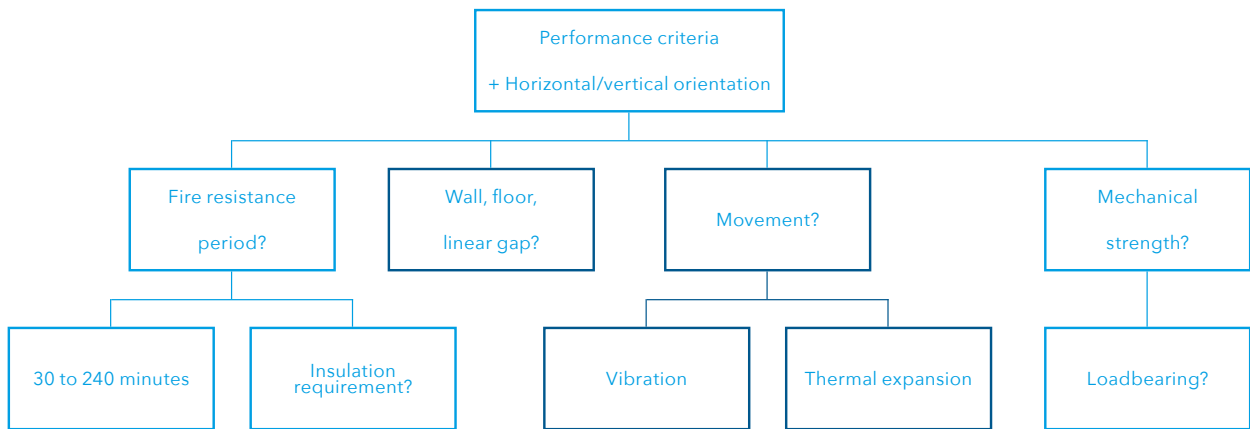 Performance criteria
+ Horizontal/vertical orientation
Fire resistance
period?
Wall, floor,
linear gap?
Movement?
Mechanical
strength?
30 to 240 minutes
Insulation
requirement?
Vibration
Thermal expansion
Loadbearing?